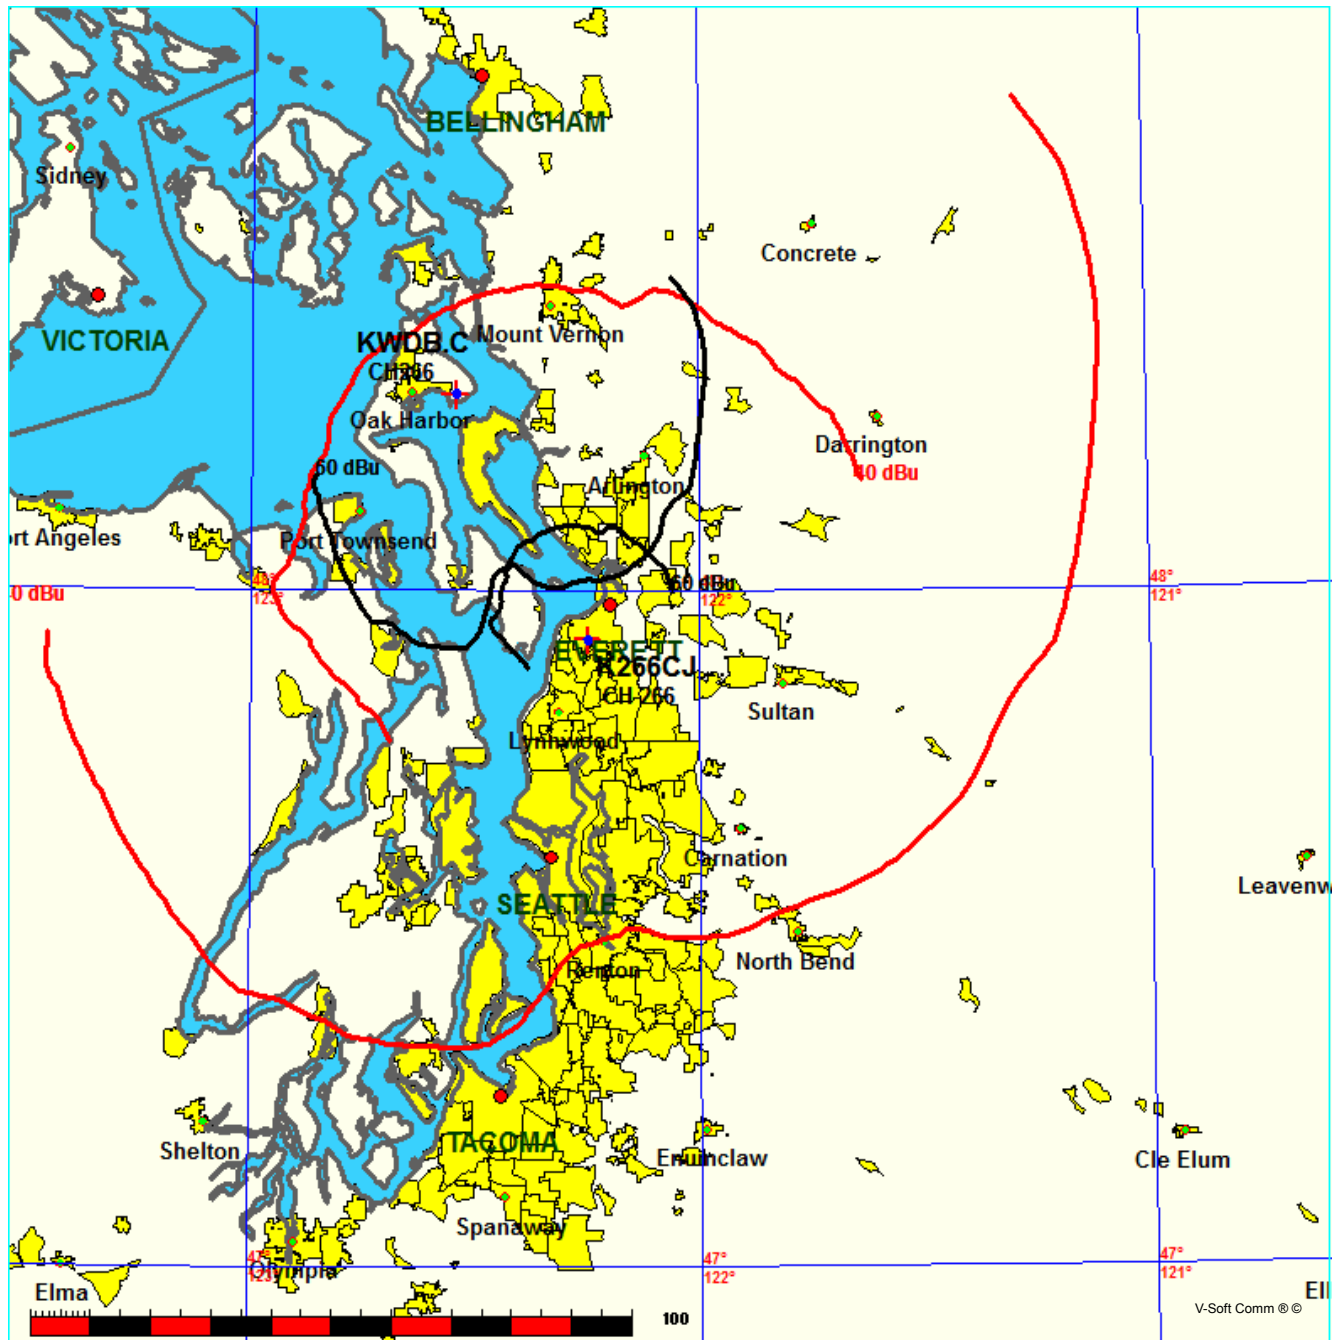 BELLINGHAM
Sidney
Concrete
VICTORIA
KWDB.C
CH266
Mount Vernon
Oak Harbor
Darrington
60 dBu
40 dBu
Arlington
ort Angeles
Port Townsend
48°
123°
60 dBu
48°
122°
48°
121°
0 dBu
EVERETT
K266CJ
CH 266
Sultan
Lynnwood
Carnation
Leavenw
SEATTLE
North Bend
Renton
Shelton
TACOMA
Enumclaw
Cle Elum
Spanaway
47°
123°
Olympia
47°
122°
47°
121°
Elma
Ell
V-Soft Comm ® ©
100